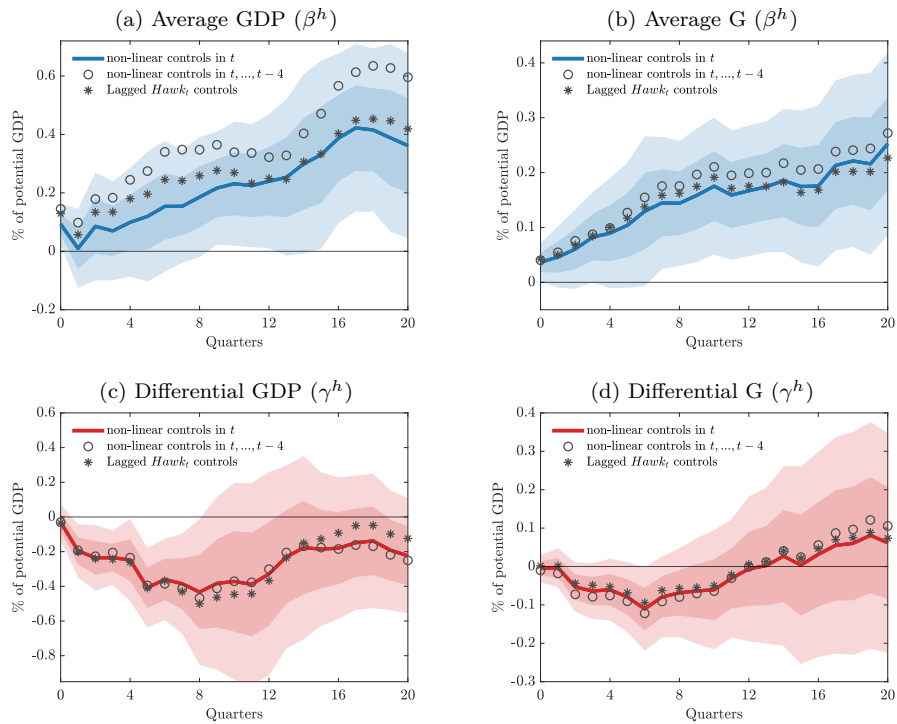 (a) Average GDP (β^h)
% of potential GDP
non-linear controls in t
non-linear controls in t, ..., t − 4
Lagged Hawk_t controls
0.6
0.4
0.2
0
-0.2
0 4 8 12 16 20
Quarters
(b) Average G (β^h)
% of potential GDP
non-linear controls in t
non-linear controls in t, ..., t − 4
Lagged Hawk_t controls
0.4
0.3
0.2
0.1
0
0 4 8 12 16 20
Quarters
(c) Differential GDP (γ^h)
% of potential GDP
non-linear controls in t
non-linear controls in t, ..., t − 4
Lagged Hawk_t controls
0.6
0.4
0.2
0
-0.2
-0.4
-0.6
-0.8
0 4 8 12 16 20
Quarters
(d) Differential G (γ^h)
% of potential GDP
non-linear controls in t
non-linear controls in t, ..., t − 4
Lagged Hawk_t controls
0.4
0.3
0.2
0.1
0
-0.1
-0.2
-0.3
0 4 8 12 16 20
Quarters